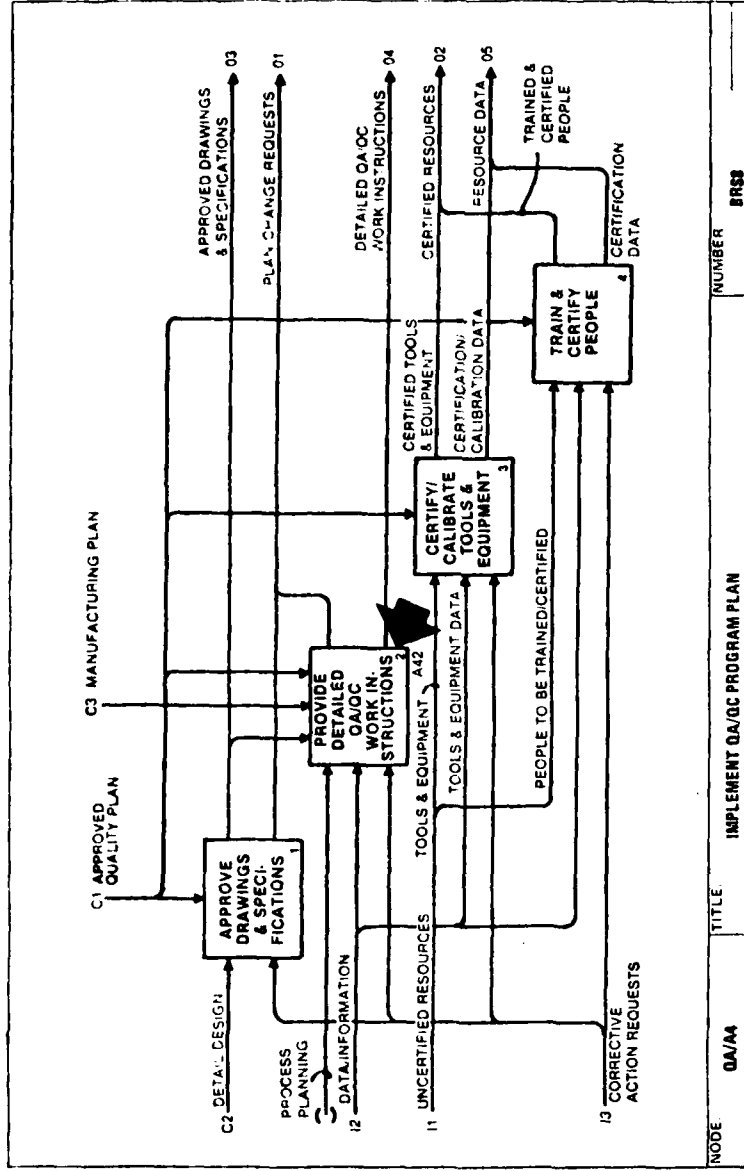 C1 APPROVED
QUALITY PLAN
C3 MANUFACTURING PLAN
C2
DETAIL DESIGN
APPROVE
DRAWINGS
& SPECI-
FICATIONS
1
APPROVED DRAWINGS
& SPECIFICATIONS
O3
PLAN CHANGE REQUESTS
O1
PROCESS
PLANNING
DATA/INFORMATION
I2
PROVIDE
DETAILED
QA/QC
WORK IN-
STRUCTIONS
2
A42
DETAILED QA/QC
WORK INSTRUCTIONS
O4
UNCERTIFIED RESOURCES
I1
TOOLS & EQUIPMENT
TOOLS & EQUIPMENT DATA
CERTIFY/
CALIBRATE
TOOLS &
EQUIPMENT
3
CERTIFIED TOOLS
& EQUIPMENT
CERTIFICATION/
CALIBRATION DATA
CERTIFIED RESOURCES
O2
RESOURCE DATA
O5
PEOPLE TO BE TRAINED/CERTIFIED
TRAIN &
CERTIFY
PEOPLE
4
TRAINED &
CERTIFIED
PEOPLE
CERTIFICATION
DATA
I3
CORRECTIVE
ACTION REQUESTS
NODE: QA/A4
TITLE: IMPLEMENT QA/QC PROGRAM PLAN
NUMBER